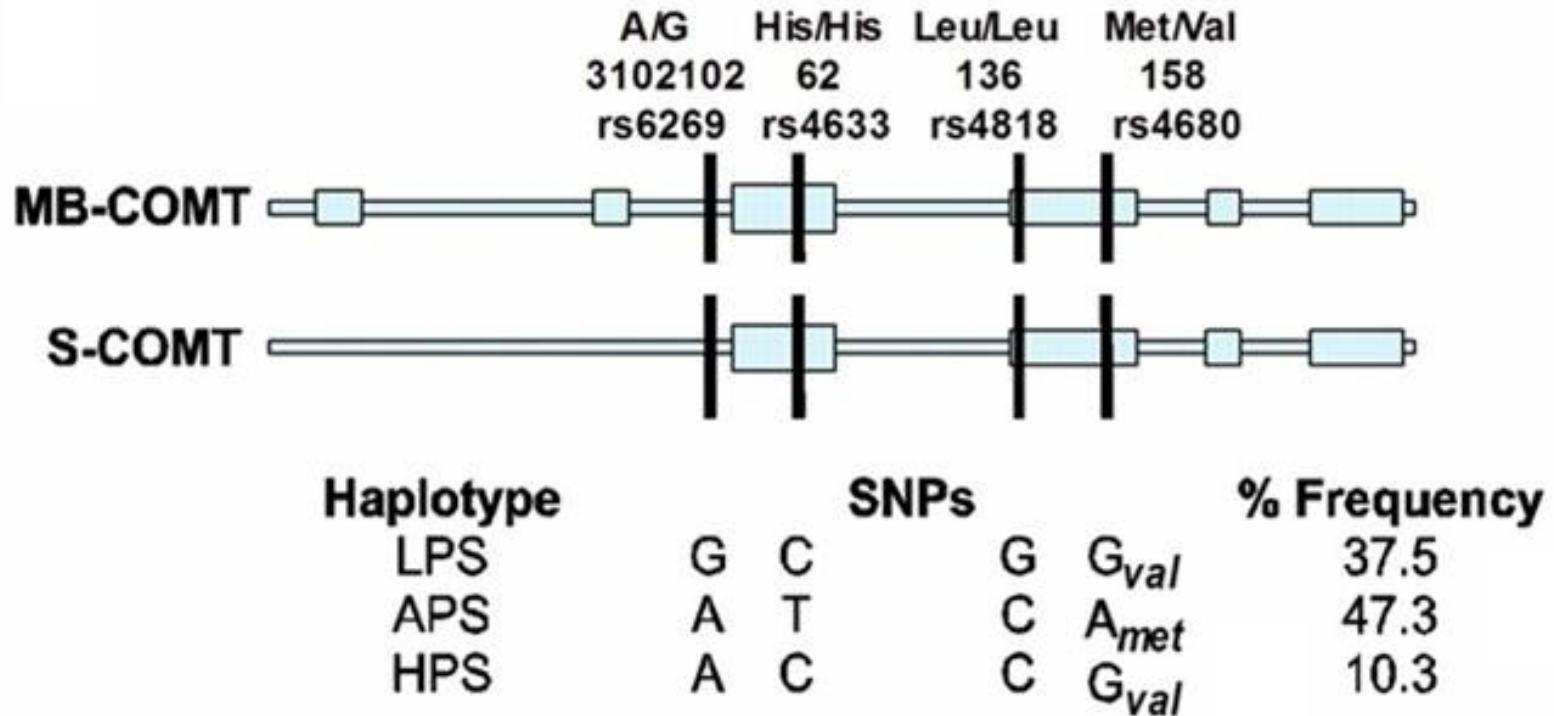 A/G His/His Leu/Leu Met/Val
3102102 62 136 158
rs6269 rs4633 rs4818 rs4680
MB-COMT
S-COMT
Haplotype SNPs % Frequency
LPS G C G Gval 37.5
APS A T C Amet 47.3
HPS A C C Gval 10.3